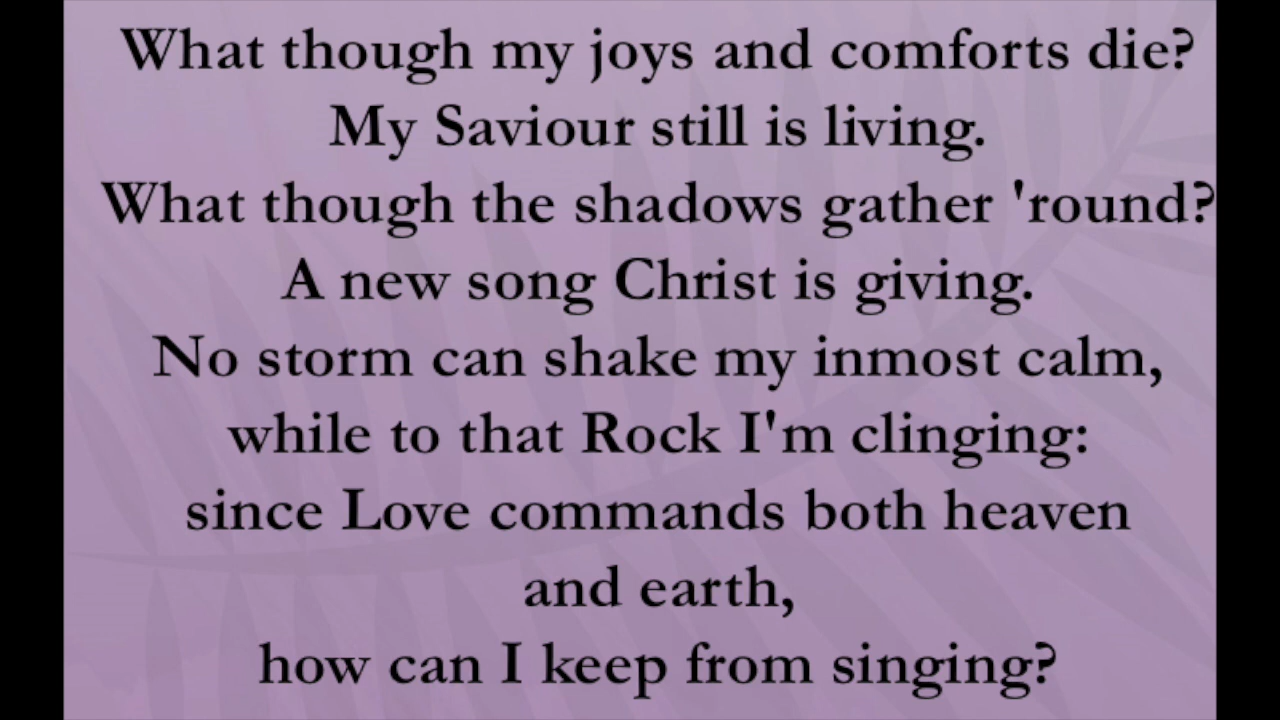 What though my joys and comforts die?
My Saviour still is living.
What though the shadows gather 'round?
A new song Christ is giving.
No storm can shake my inmost calm,
while to that Rock I'm clinging:
since Love commands both heaven
and earth,
how can I keep from singing?